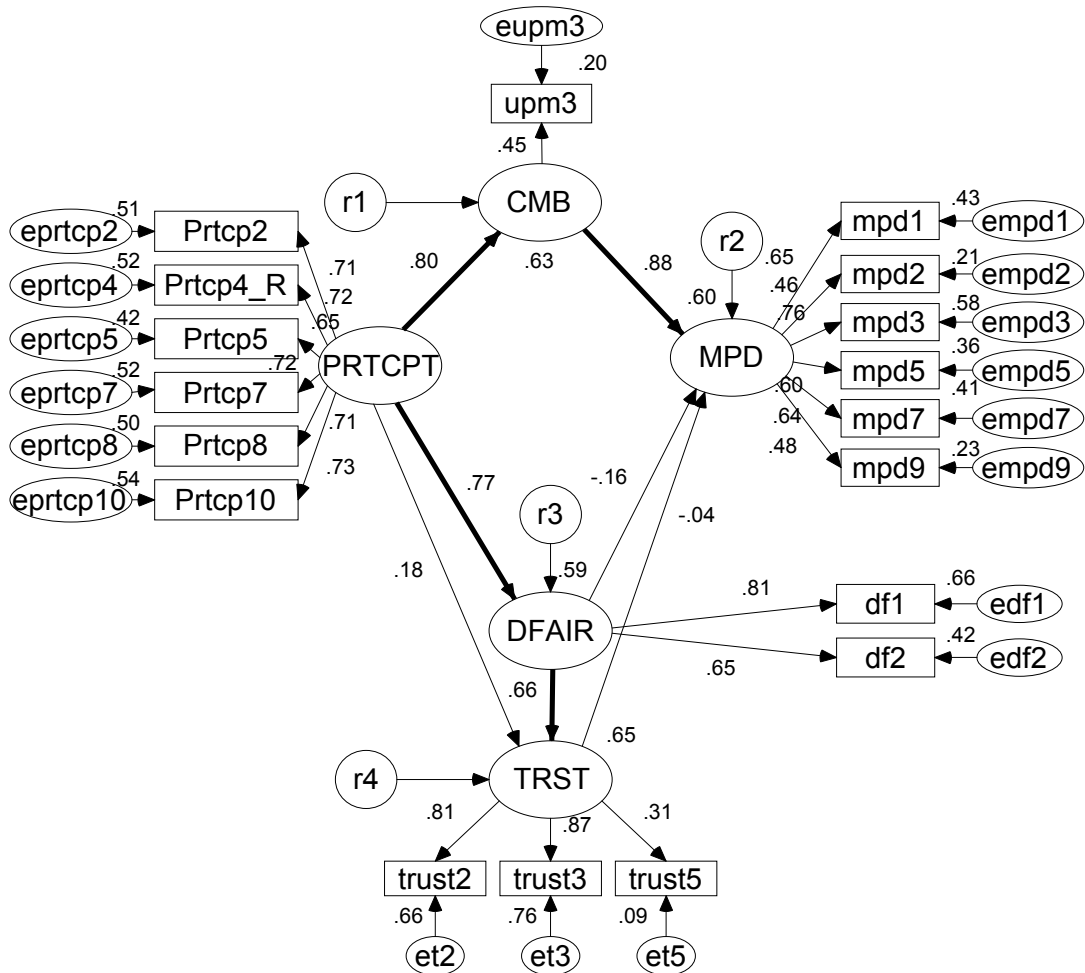 eupm3
.20
upm3
.45
r1
CMB
.63
.80
.88
r2
.60
MPD
eprtcp2
.51
Prtcp2
.71
eprtcp4
.52
Prtcp4_R
.72
eprtcp5
.42
Prtcp5
.65
eprtcp7
.52
Prtcp7
.72
eprtcp8
.50
Prtcp8
.71
eprtcp10
.54
Prtcp10
.73
PRTCPT
.65
mpd1
.43
empd1
.46
mpd2
.21
empd2
.76
mpd3
.58
empd3
.60
mpd5
.36
empd5
.64
mpd7
.41
empd7
.48
mpd9
.23
empd9
.77
.18
-.16
-.04
r3
.59
DFAIR
.81
df1
.66
edf1
.65
df2
.42
edf2
.66
.65
r4
TRST
.81
.87
.31
trust2
trust3
trust5
.66
.76
.09
et2
et3
et5